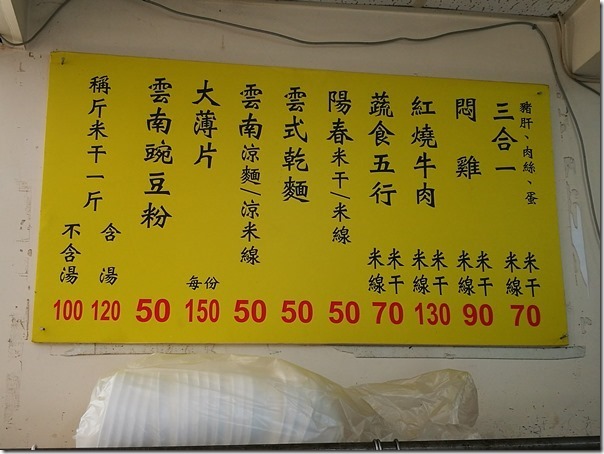 豬肝、肉絲、蛋
三合一
米干
米線
70
悶雞
米干
米線
90
紅燒牛肉
米干
米線
130
蔬食五行
米干
米線
70
陽春米干/米線
50
雲式乾麵
50
雲南涼麵/涼米線
50
大薄片
每份
150
雲南豌豆粉
50
稱斤米干一斤
含湯
120
不含湯
100